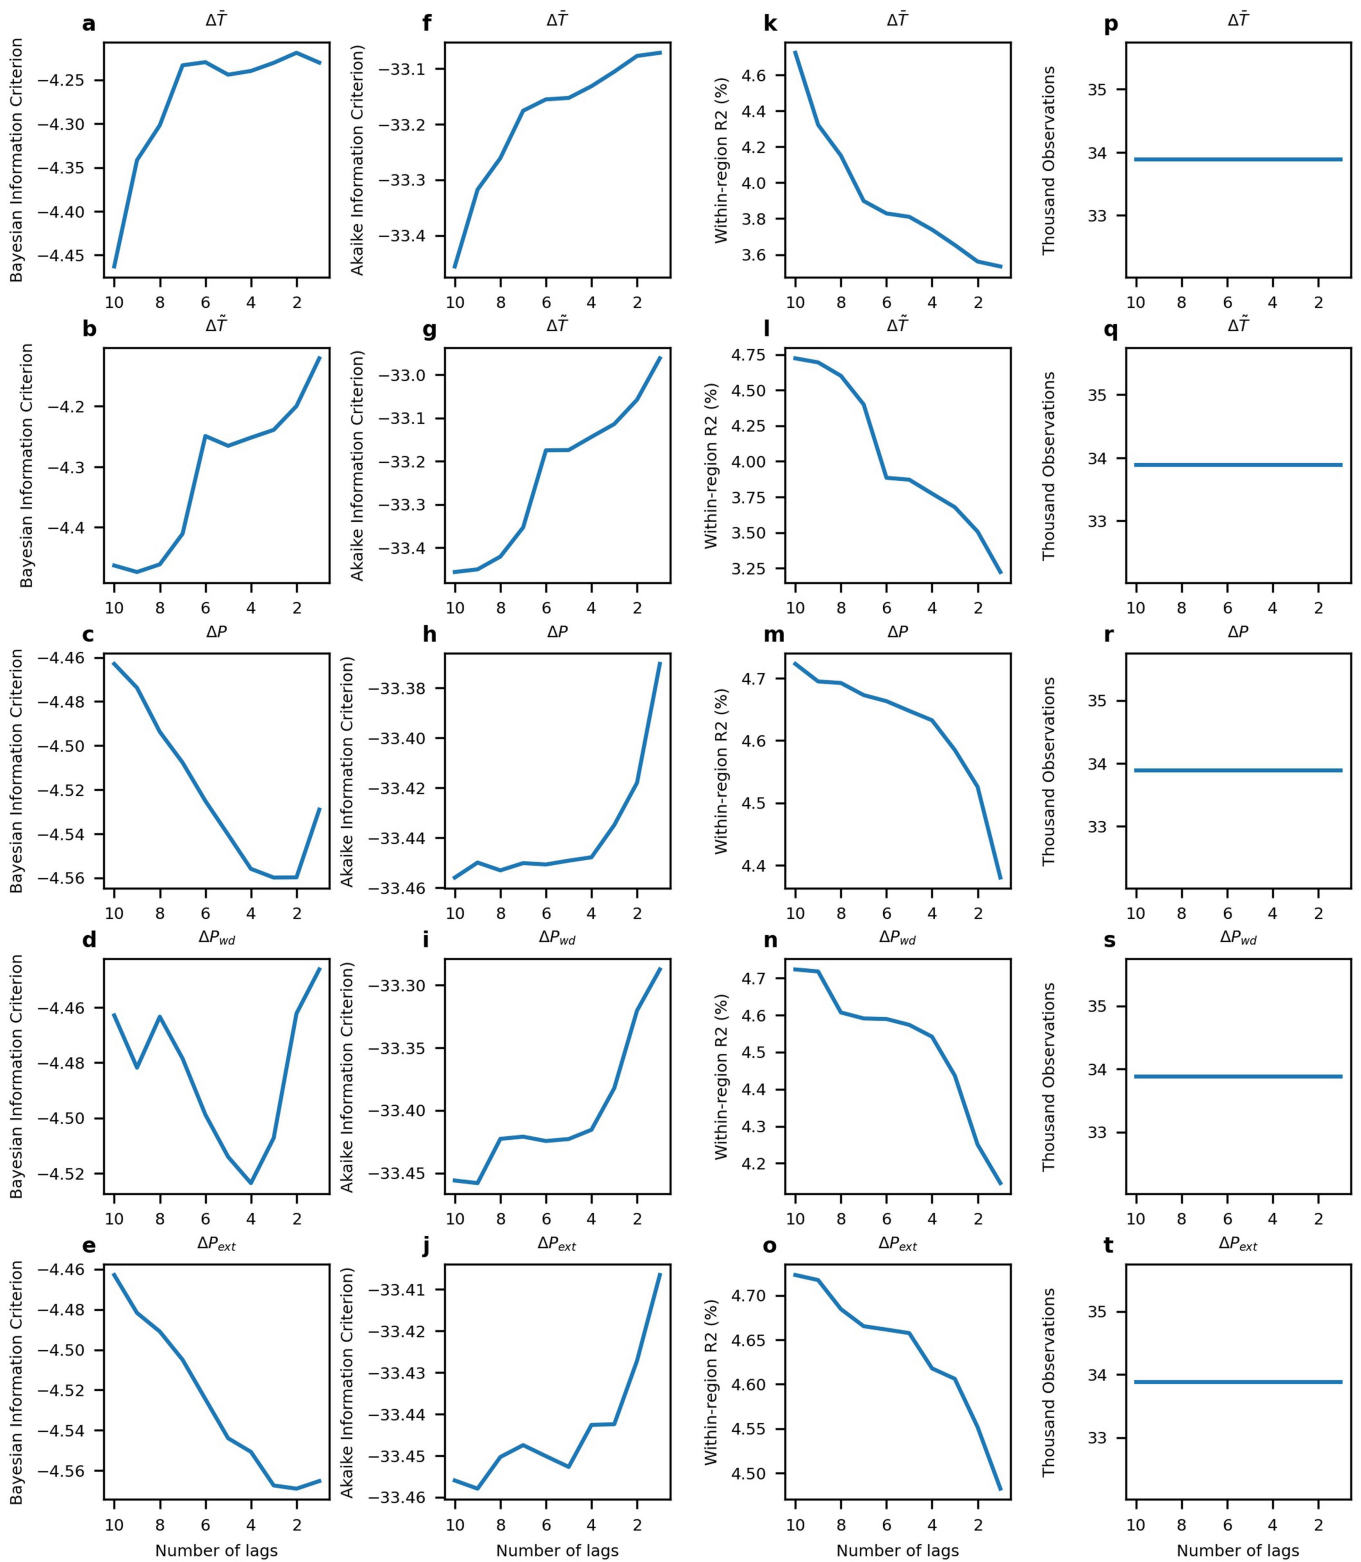 a ΔT̄ f ΔT̄ k ΔT̄ p ΔT̄
Bayesian Information Criterion
−4.25
−4.30
−4.35
−4.40
−4.45
10 8 6 4 2
Akaike Information Criterion)
−33.1
−33.2
−33.3
−33.4
10 8 6 4 2
Within-region R2 (%)
4.6
4.4
4.2
4.0
3.8
3.6
10 8 6 4 2
Thousand Observations
35
34
33
10 8 6 4 2
b ΔT̃ g ΔT̃ l ΔT̃ q ΔT̃
Bayesian Information Criterion
−4.2
−4.3
−4.4
10 8 6 4 2
Akaike Information Criterion)
−33.0
−33.1
−33.2
−33.3
−33.4
10 8 6 4 2
Within-region R2 (%)
4.75
4.50
4.25
4.00
3.75
3.50
3.25
10 8 6 4 2
Thousand Observations
35
34
33
10 8 6 4 2
c ΔP h ΔP m ΔP r ΔP
Bayesian Information Criterion
−4.46
−4.48
−4.50
−4.52
−4.54
−4.56
10 8 6 4 2
Akaike Information Criterion)
−33.38
−33.40
−33.42
−33.44
−33.46
10 8 6 4 2
Within-region R2 (%)
4.7
4.6
4.5
4.4
10 8 6 4 2
Thousand Observations
35
34
33
10 8 6 4 2
d ΔP_wd i ΔP_wd n ΔP_wd s ΔP_wd
Bayesian Information Criterion
−4.46
−4.48
−4.50
−4.52
10 8 6 4 2
Akaike Information Criterion)
−33.30
−33.35
−33.40
−33.45
10 8 6 4 2
Within-region R2 (%)
4.7
4.6
4.5
4.4
4.3
4.2
10 8 6 4 2
Thousand Observations
35
34
33
10 8 6 4 2
e ΔP_ext j ΔP_ext o ΔP_ext t ΔP_ext
Bayesian Information Criterion
−4.46
−4.48
−4.50
−4.52
−4.54
−4.56
10 8 6 4 2
Number of lags
Akaike Information Criterion)
−33.41
−33.42
−33.43
−33.44
−33.45
−33.46
10 8 6 4 2
Number of lags
Within-region R2 (%)
4.70
4.65
4.60
4.55
4.50
10 8 6 4 2
Number of lags
Thousand Observations
35
34
33
10 8 6 4 2
Number of lags